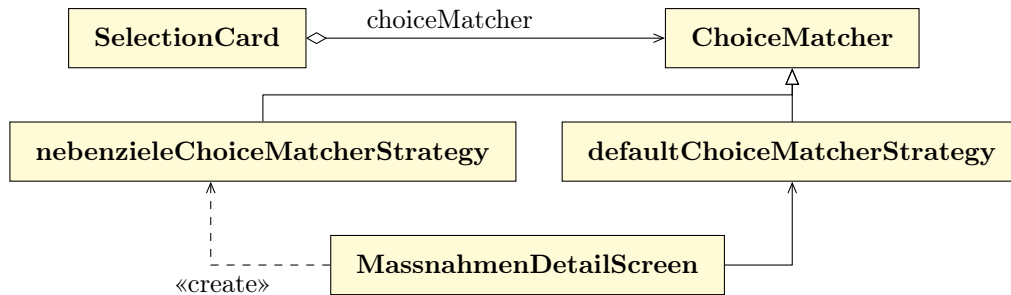 choiceMatcher
SelectionCard
ChoiceMatcher
nebenzieleChoiceMatcherStrategy
defaultChoiceMatcherStrategy
MassnahmenDetailScreen
«create»